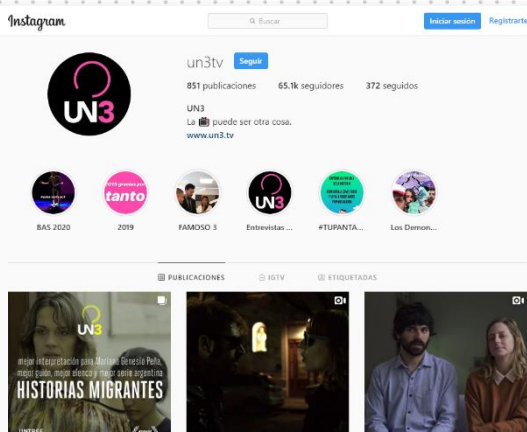 Instagram
Buscar
Iniciar sesión Registrarte
un3tv Seguir
851 publicaciones 65.1k seguidores 372 seguidos
UN3
La puede ser otra cosa.
www.un3.tv
UN3
tanto
UN3
BAS 2020 2019 FAMOSO 3 Entrevistas ... #TUPANTA... Los Demon...
PUBLICACIONES IGTV ETIQUETADAS
UN3
mejor interpretación para Mariano Genesio Peña,
mejor guión, mejor elenco y mejor serie argentina
HISTORIAS MIGRANTES